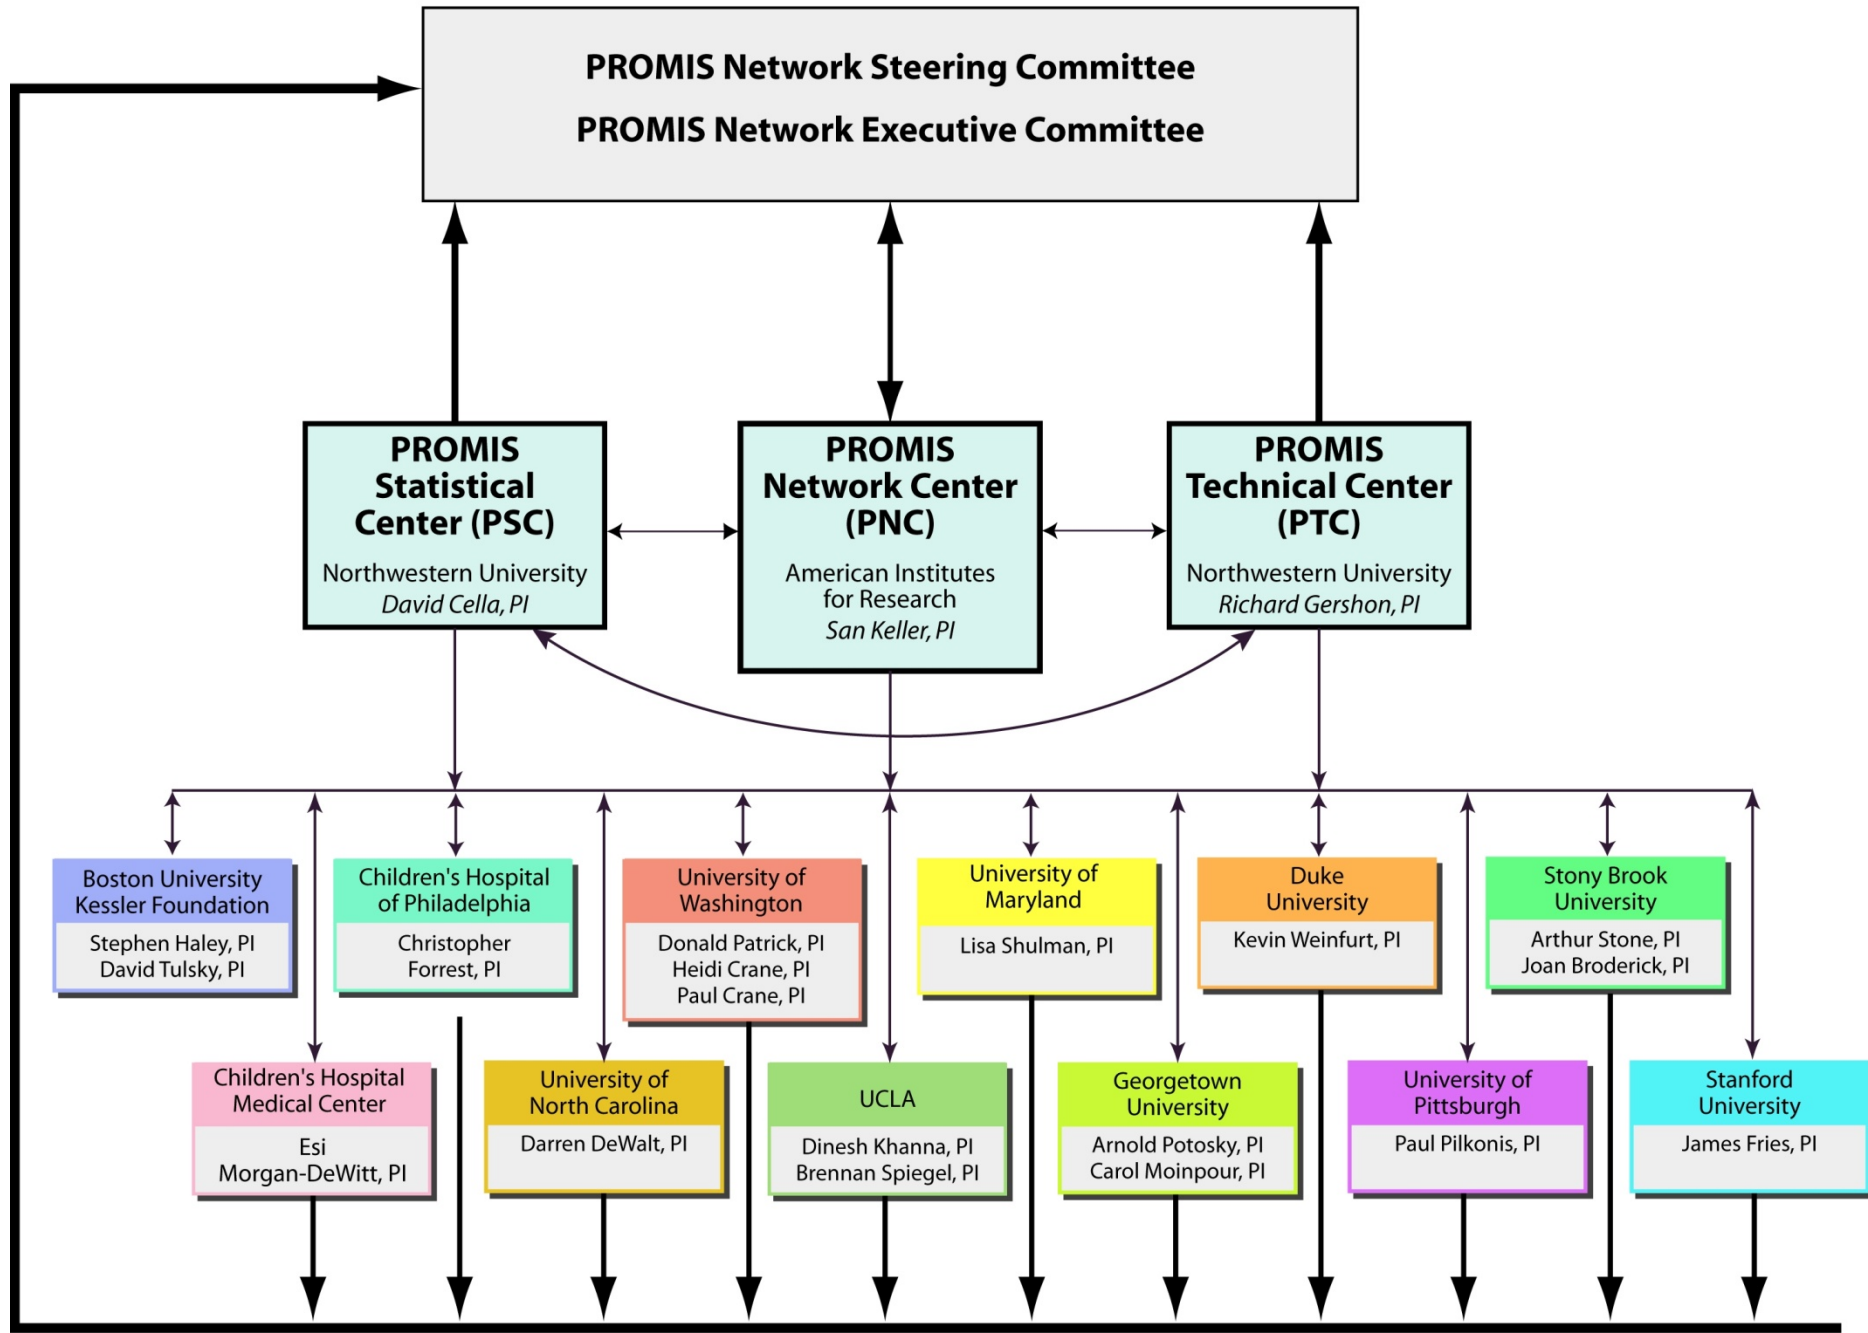 PROMIS Network Steering Committee
PROMIS Network Executive Committee
PROMIS
Statistical
Center (PSC)
Northwestern University
David Cella, PI
PROMIS
Network Center
(PNC)
American Institutes
for Research
San Keller, PI
PROMIS
Technical Center
(PTC)
Northwestern University
Richard Gershon, PI
Boston University
Kessler Foundation
Stephen Haley, PI
David Tulsky, PI
Children's Hospital
of Philadelphia
Christopher
Forrest, PI
University of
Washington
Donald Patrick, PI
Heidi Crane, PI
Paul Crane, PI
University of
Maryland
Lisa Shulman, PI
Duke
University
Kevin Weinfurt, PI
Stony Brook
University
Arthur Stone, PI
Joan Broderick, PI
Children's Hospital
Medical Center
Esi
Morgan-DeWitt, PI
University of
North Carolina
Darren DeWalt, PI
UCLA
Dinesh Khanna, PI
Brennan Spiegel, PI
Georgetown
University
Arnold Potosky, PI
Carol Moinpour, PI
University of
Pittsburgh
Paul Pilkonis, PI
Stanford
University
James Fries, PI